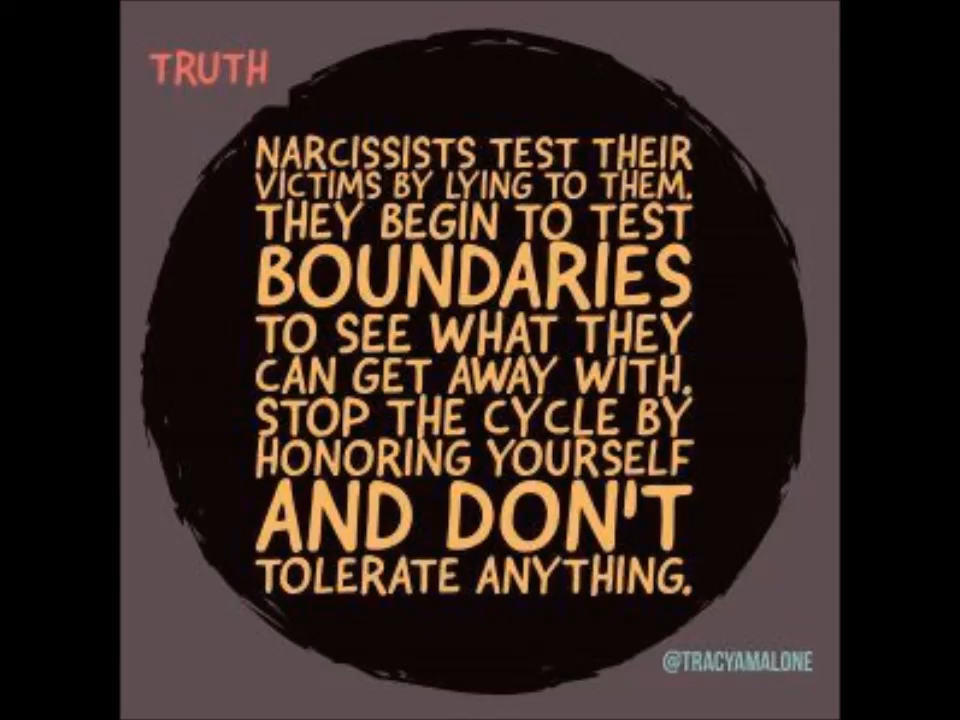 TRUTH
NARCISSISTS TEST THEIR
VICTIMS BY LYING TO THEM.
THEY BEGIN TO TEST
BOUNDARIES
TO SEE WHAT THEY
CAN GET AWAY WITH.
STOP THE CYCLE BY
HONORING YOURSELF
AND DON'T
TOLERATE ANYTHING.
@TRACYAMALONE